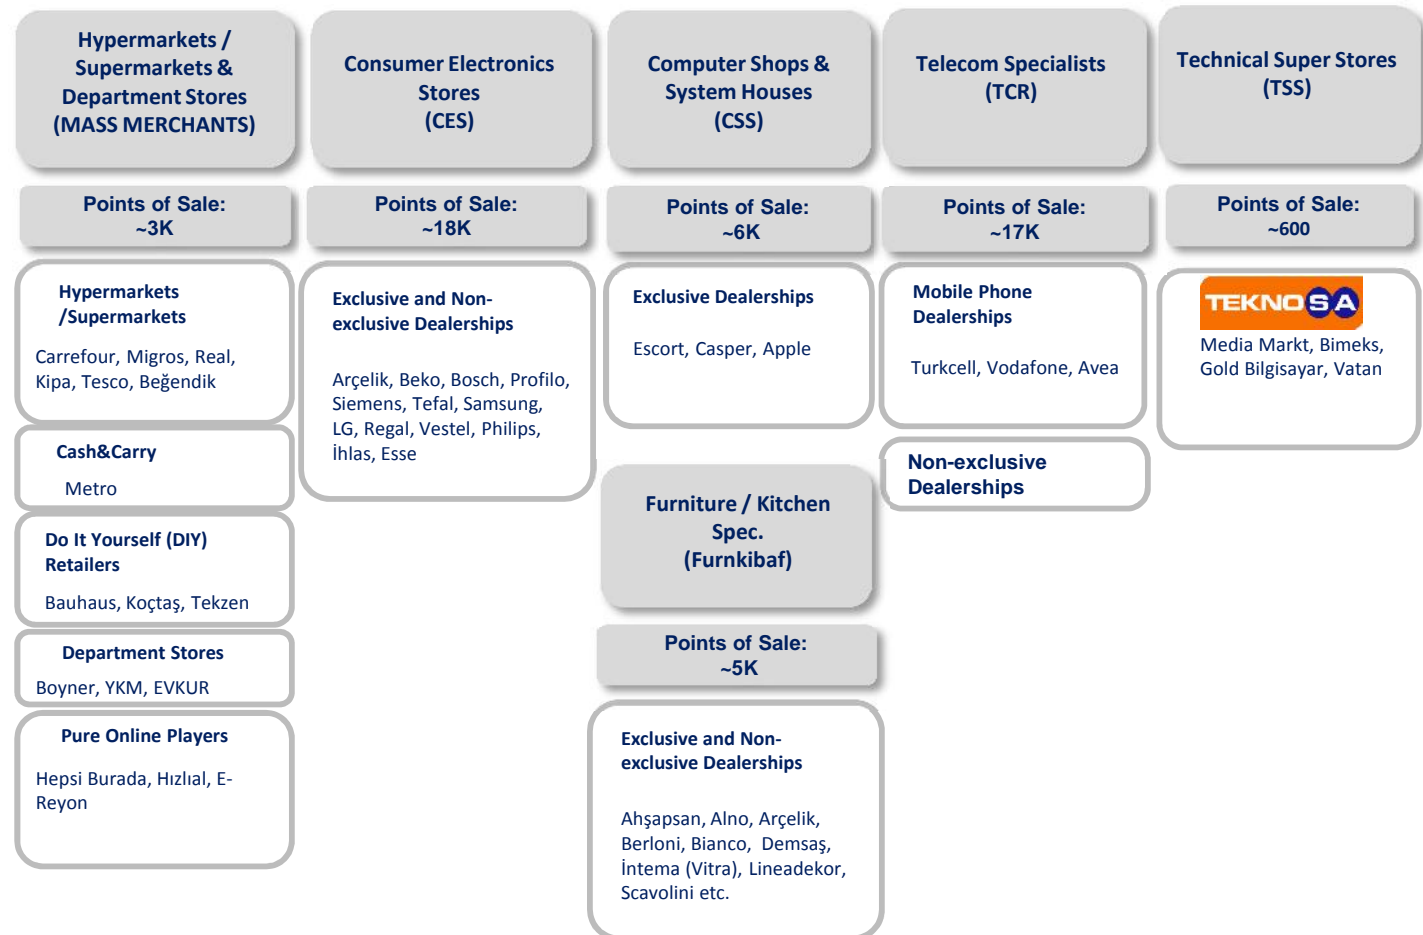 Hypermarkets /
Supermarkets &
Department Stores
(MASS MERCHANTS)
Points of Sale:
~3K
Hypermarkets
/Supermarkets
Carrefour, Migros, Real,
Kipa, Tesco, Beğendik
Cash&Carry
Metro
Do It Yourself (DIY)
Retailers
Bauhaus, Koçtaş, Tekzen
Department Stores
Boyner, YKM, EVKUR
Pure Online Players
Hepsi Burada, Hızlıal, E-
Reyon
Consumer Electronics
Stores
(CES)
Points of Sale:
~18K
Exclusive and Non-
exclusive Dealerships
Arçelik, Beko, Bosch, Profilo,
Siemens, Tefal, Samsung,
LG, Regal, Vestel, Philips,
İhlas, Esse
Computer Shops &
System Houses
(CSS)
Points of Sale:
~6K
Exclusive Dealerships
Escort, Casper, Apple
Furniture / Kitchen
Spec.
(Furnkibaf)
Points of Sale:
~5K
Exclusive and Non-
exclusive Dealerships
Ahşapsan, Alno, Arçelik,
Berloni, Bianco, Demsaş,
İntema (Vitra), Lineadekor,
Scavolini etc.
Telecom Specialists
(TCR)
Points of Sale:
~17K
Mobile Phone
Dealerships
Turkcell, Vodafone, Avea
Non-exclusive
Dealerships
Technical Super Stores
(TSS)
Points of Sale:
~600
TEKNOSA
Media Markt, Bimeks,
Gold Bilgisayar, Vatan